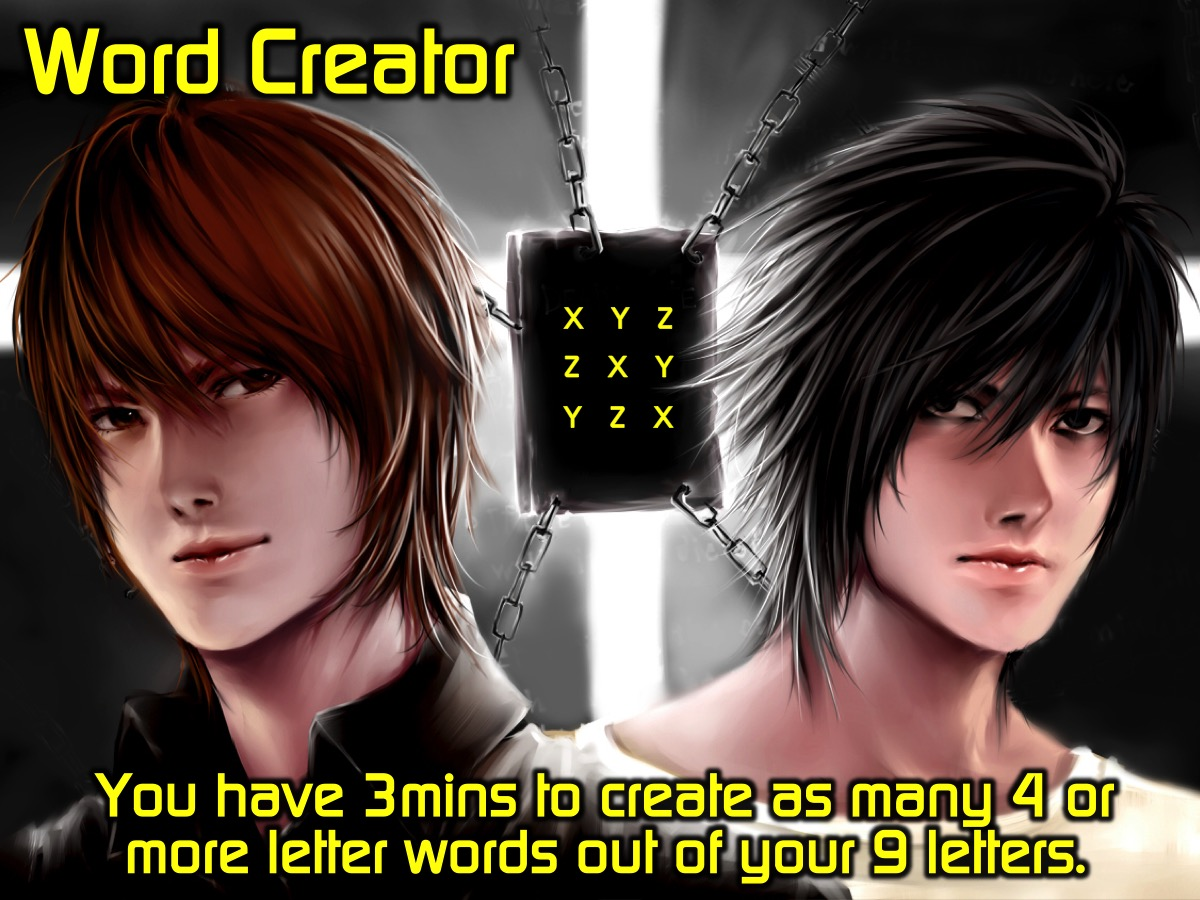 Word Creator
X Y Z
Z X Y
Y Z X
You have 3mins to create as many 4 or
more letter words out of your 9 letters.